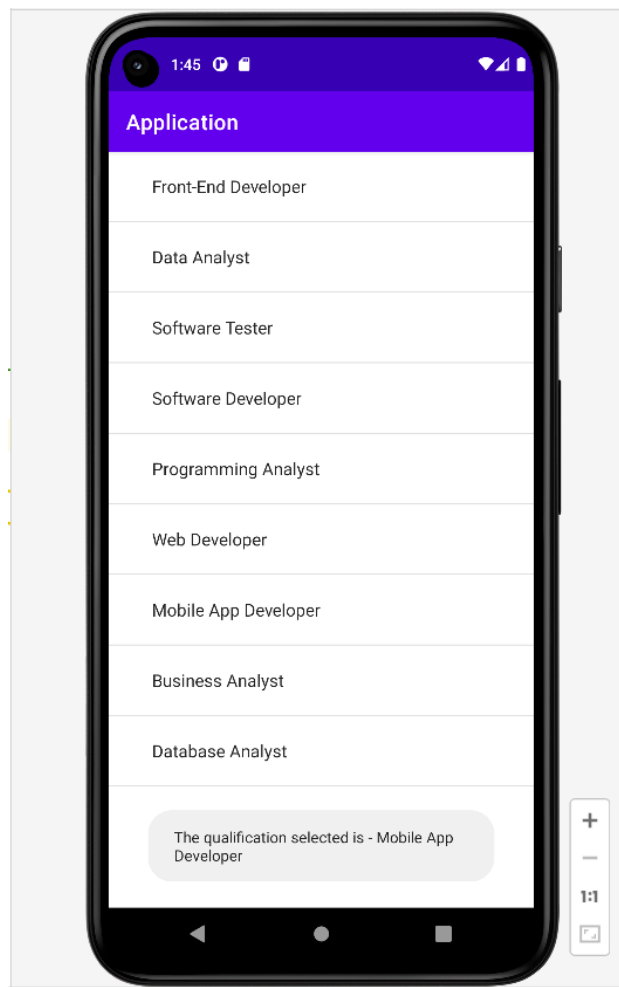 1:45
Application
Front-End Developer
Data Analyst
Software Tester
Software Developer
Programming Analyst
Web Developer
Mobile App Developer
Business Analyst
Database Analyst
The qualification selected is - Mobile App
Developer
1:1